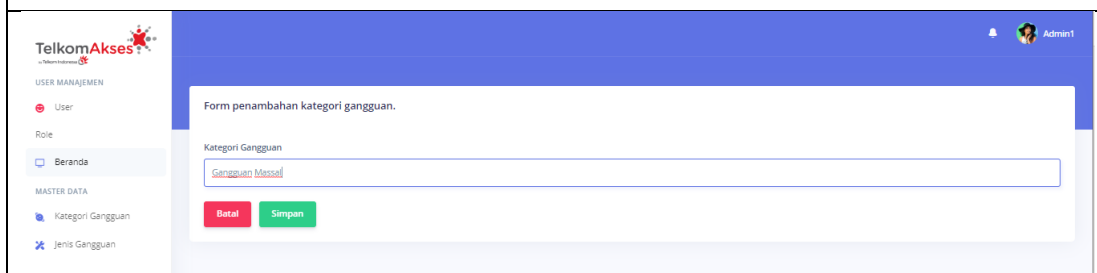 TelkomAkses
by Telkom Indonesia
Admin1
USER MANAJEMEN
User
Role
Beranda
MASTER DATA
Kategori Gangguan
Jenis Gangguan
Form penambahan kategori gangguan.
Kategori Gangguan
Gangguan Massal
Batal
Simpan